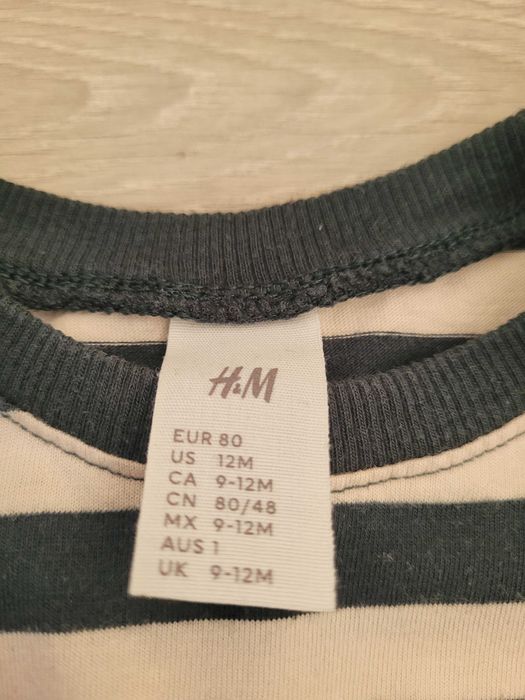 H&M
EUR 80
US 12M
CA 9-12M
CN 80/48
MX 9-12M
AUS 1
UK 9-12M